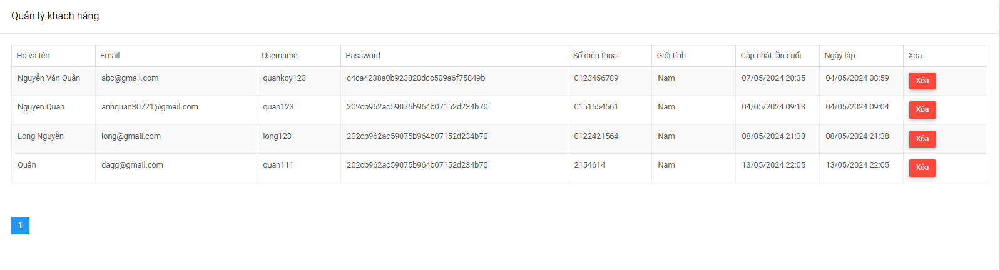 Quản lý khách hàng
Họ và tên Email Username Password Số điện thoại Giới tính Cập nhật lần cuối Ngày lập Xóa
Nguyễn Văn Quân abc@gmail.com quankoy123 c4ca4238a0b923820dcc509a6f75849b 0123456789 Nam 07/05/2024 20:35 04/05/2024 08:59 Xóa
Nguyen Quan anhquan30721@gmail.com quan123 202cb962ac59075b964b07152d234b70 0151554561 Nam 04/05/2024 09:13 04/05/2024 09:04 Xóa
Long Nguyễn long@gmail.com long123 202cb962ac59075b964b07152d234b70 0122421564 Nam 08/05/2024 21:38 08/05/2024 21:38 Xóa
Quân dagg@gmail.com quan111 202cb962ac59075b964b07152d234b70 2154614 Nam 13/05/2024 22:05 13/05/2024 22:05 Xóa
1